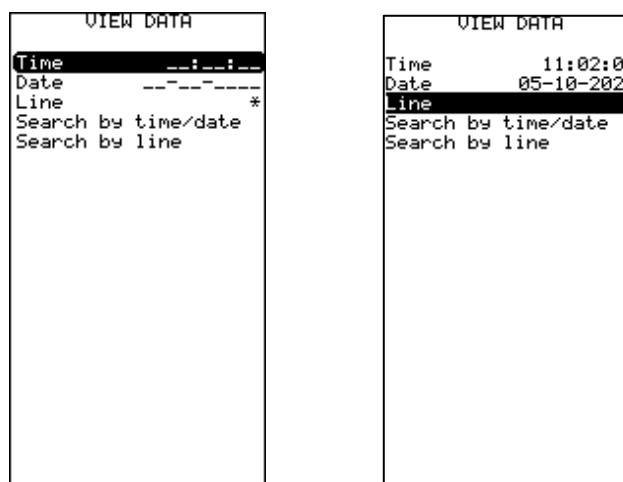 VIEW DATA
Time __:__:__
Date __-__-____
Line *
Search by time/date
Search by line
VIEW DATA
Time 11:02:0
Date 05-10-202
Line
Search by time/date
Search by line